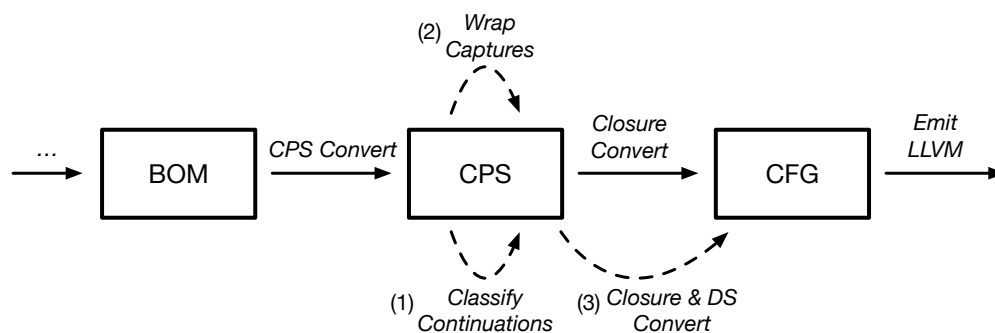 (2) Wrap
Captures
...
BOM
CPS Convert
CPS
Closure
Convert
CFG
Emit
LLVM
(1) Classify
Continuations
(3) Closure & DS
Convert